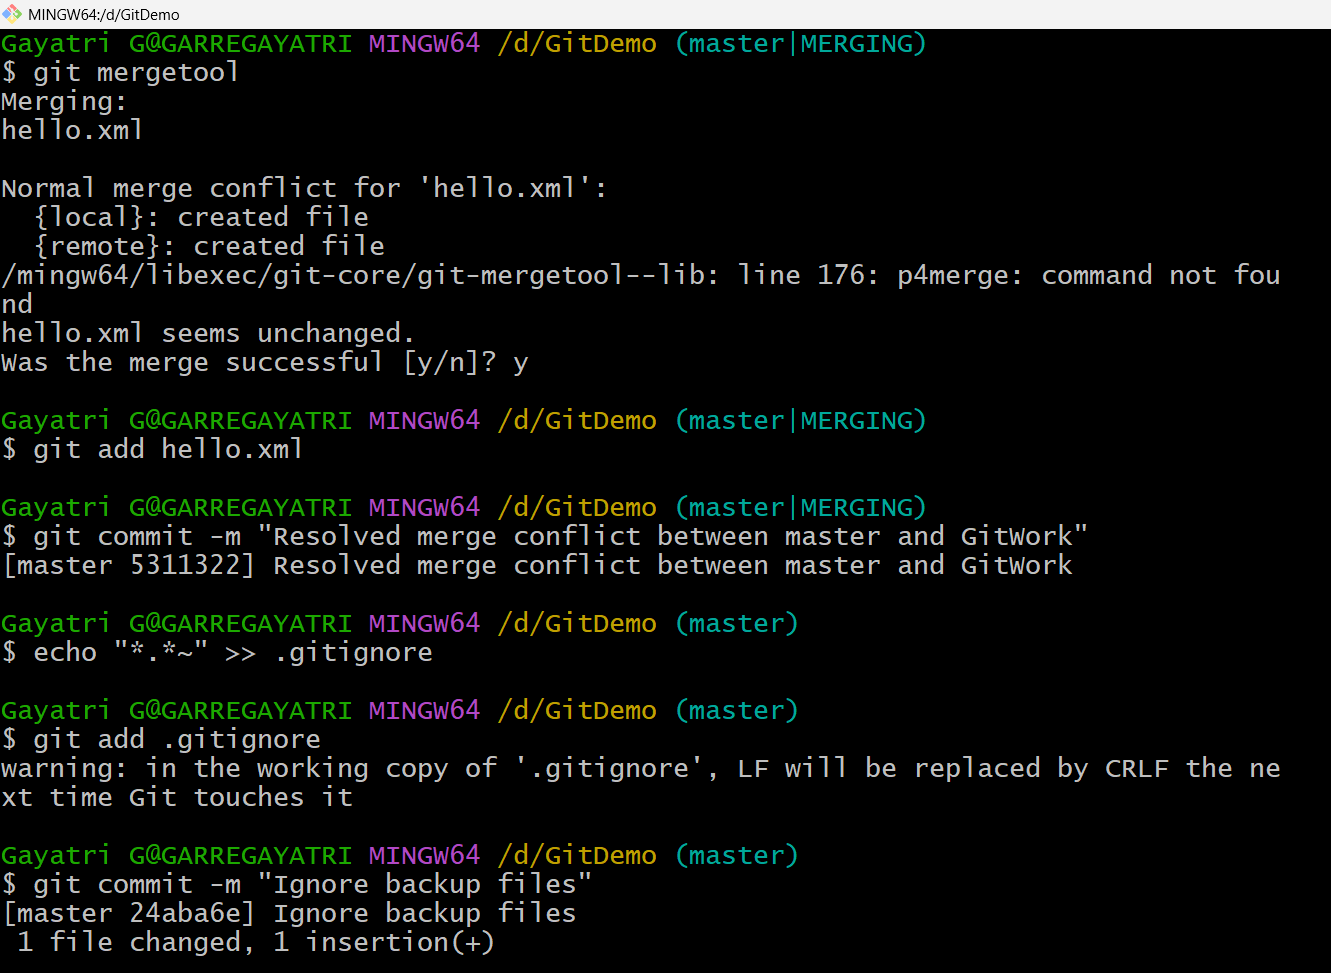 MINGW64:/d/GitDemo
Gayatri G@GARREGAYATRI MINGW64 /d/GitDemo (master|MERGING)
$ git mergetool
Merging:
hello.xml
Normal merge conflict for 'hello.xml':
  {local}: created file
  {remote}: created file
/mingw64/libexec/git-core/git-mergetool--lib: line 176: p4merge: command not fou
nd
hello.xml seems unchanged.
Was the merge successful [y/n]? y
Gayatri G@GARREGAYATRI MINGW64 /d/GitDemo (master|MERGING)
$ git add hello.xml
Gayatri G@GARREGAYATRI MINGW64 /d/GitDemo (master|MERGING)
$ git commit -m "Resolved merge conflict between master and GitWork"
[master 5311322] Resolved merge conflict between master and GitWork
Gayatri G@GARREGAYATRI MINGW64 /d/GitDemo (master)
$ echo "*.*~" >> .gitignore
Gayatri G@GARREGAYATRI MINGW64 /d/GitDemo (master)
$ git add .gitignore
warning: in the working copy of '.gitignore', LF will be replaced by CRLF the ne
xt time Git touches it
Gayatri G@GARREGAYATRI MINGW64 /d/GitDemo (master)
$ git commit -m "Ignore backup files"
[master 24aba6e] Ignore backup files
 1 file changed, 1 insertion(+)